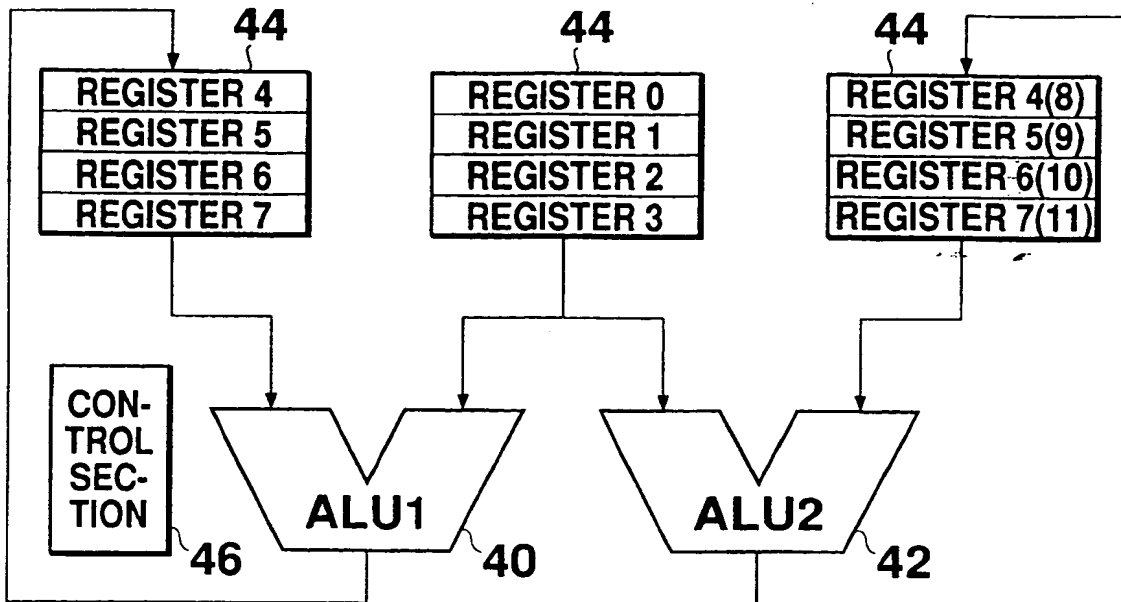 44
44
44
REGISTER 4
REGISTER 5
REGISTER 6
REGISTER 7
REGISTER 0
REGISTER 1
REGISTER 2
REGISTER 3
REGISTER 4(8)
REGISTER 5(9)
REGISTER 6(10)
REGISTER 7(11)
CON-
TROL
SEC-
TION
46
ALU1
40
ALU2
42